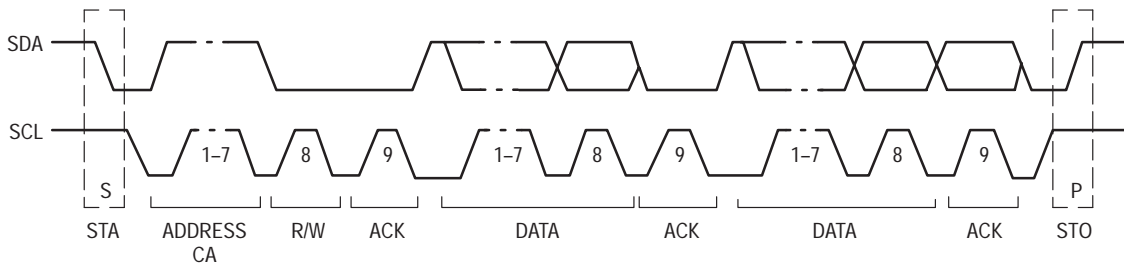 SDA
SCL
1–7 8 9 1–7 8 9 1–7 8 9
S P
STA ADDRESS R/W ACK DATA ACK DATA ACK STO
CA